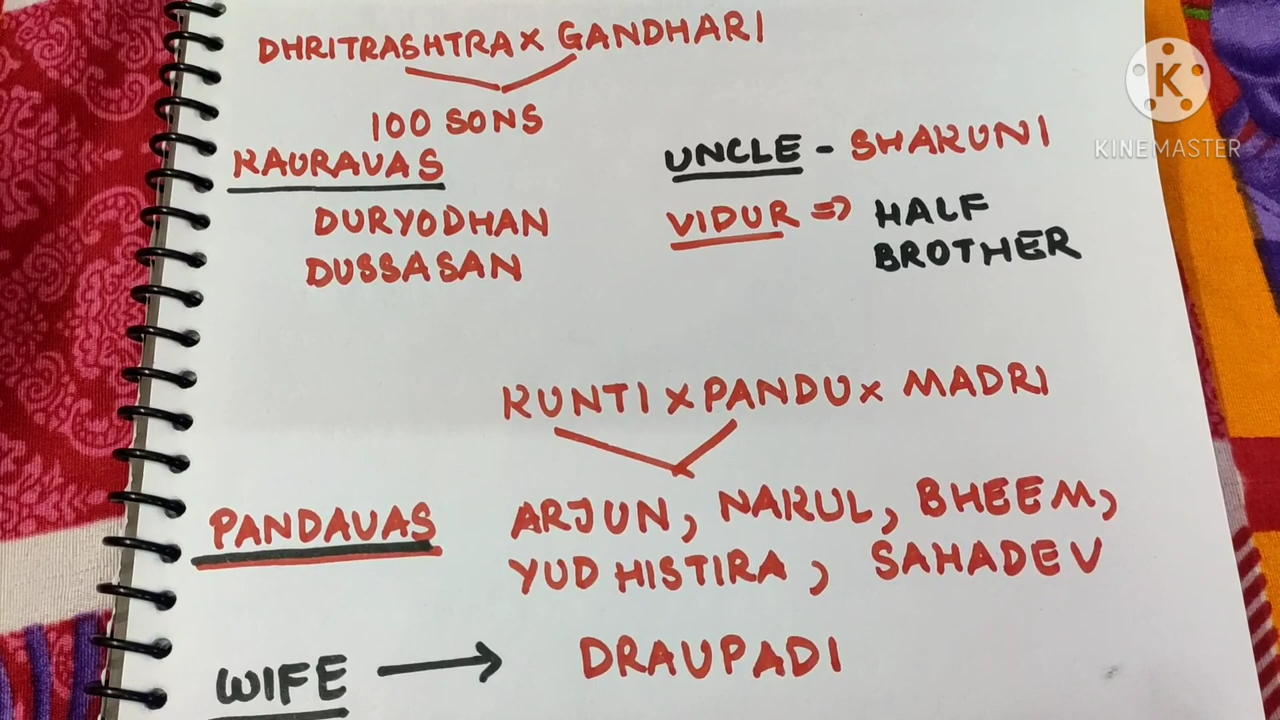 DHRITRASHTRA x GANDHARI
100 SONS
KAURAVAS
DURYODHAN
DUSSASAN
UNCLE - SHAKUNI
VIDUR => HALF
BROTHER
KUNTI x PANDU x MADRI
PANDAVAS
ARJUN, NAKUL, BHEEM,
YUDHISTIRA, SAHADEV
WIFE → DRAUPADI
K
KINEMASTER